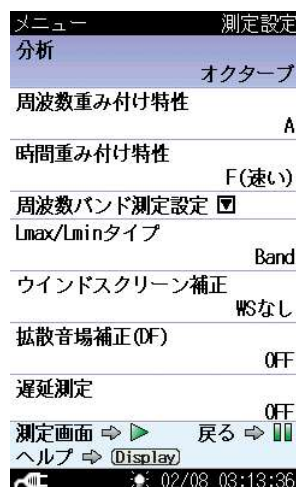 メニュー 測定設定
分析
オクターブ
周波数重み付け特性
A
時間重み付け特性
F(速い)
周波数バンド測定設定 ▼
Lmax/Lminタイプ
Band
ウインドスクリーン補正
WSなし
拡散音場補正(DF)
OFF
遅延測定
OFF
測定画面 ⇨ ▶ 戻る ⇨ ❚❚
ヘルプ ⇨ (Display)
02/08 03:13:36